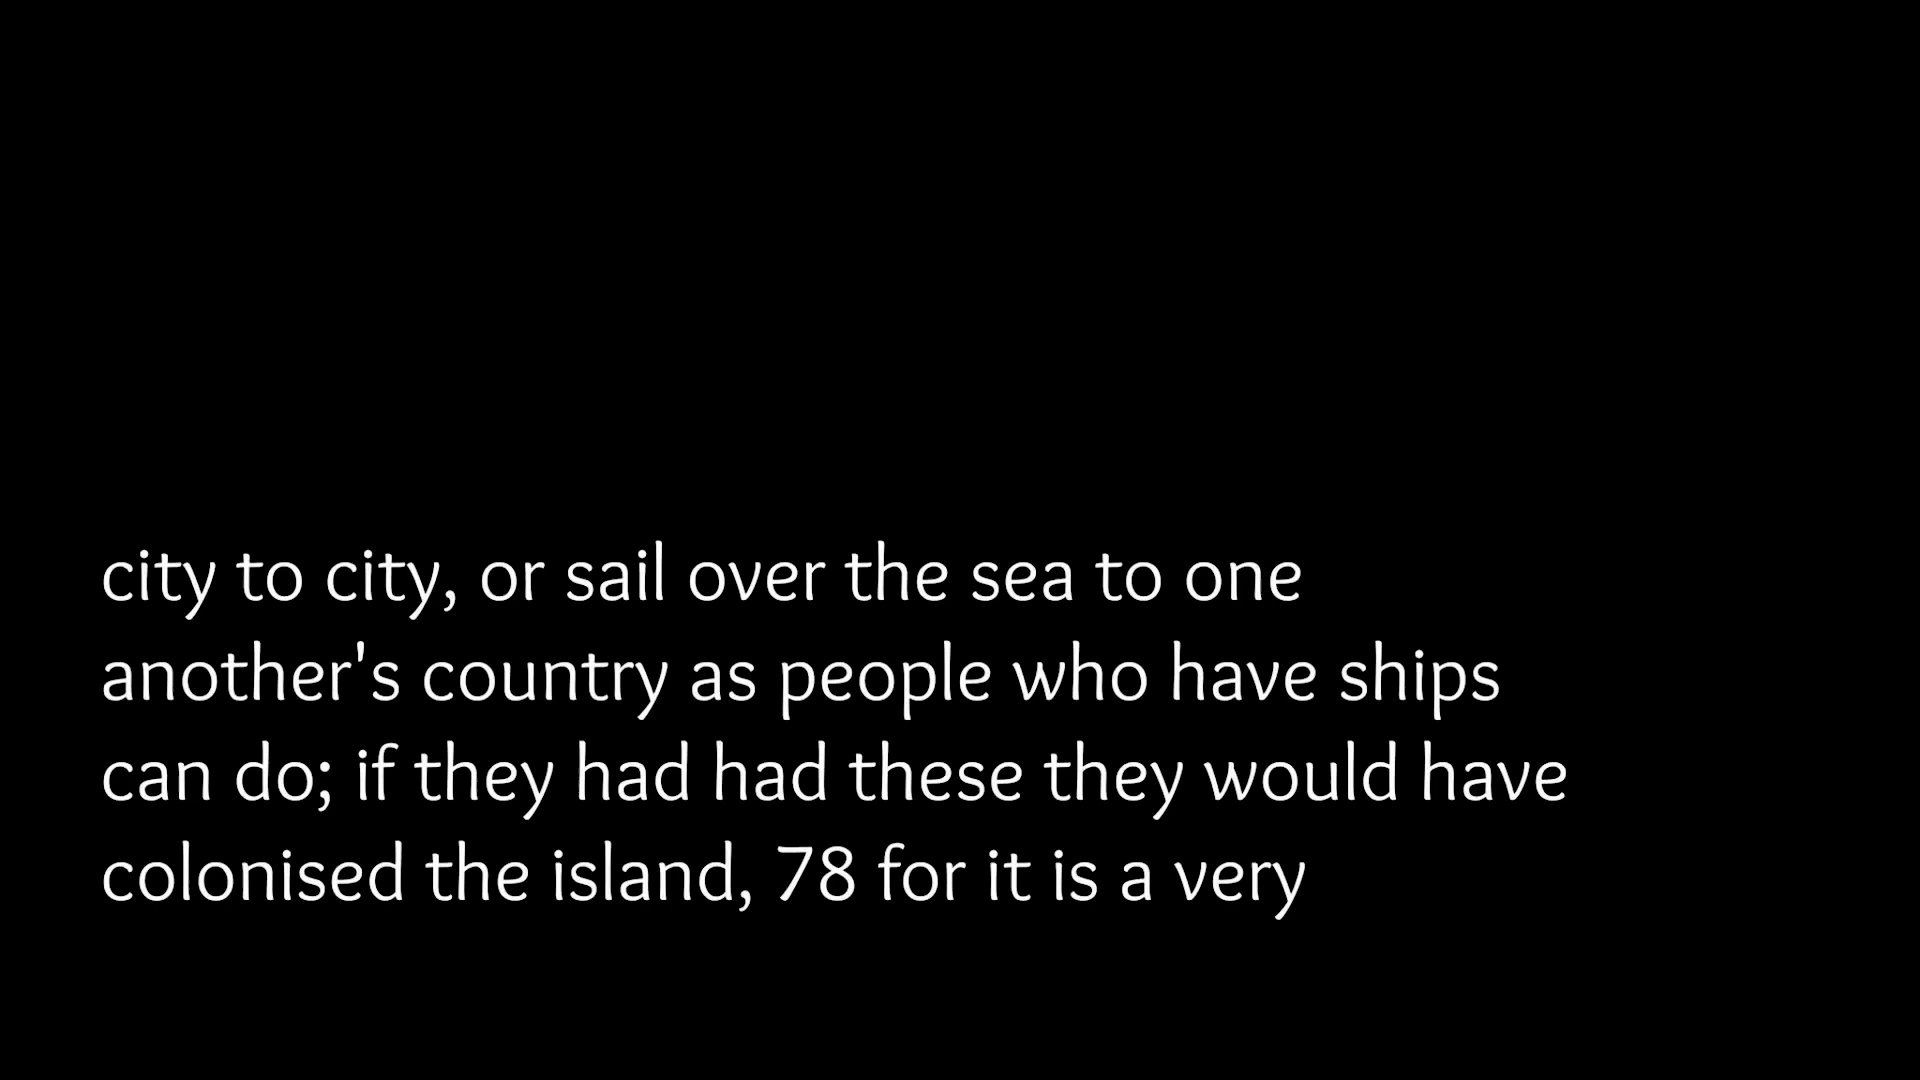 city to city, or sail over the sea to one
another's country as people who have ships
can do; if they had had these they would have
colonised the island, 78 for it is a very